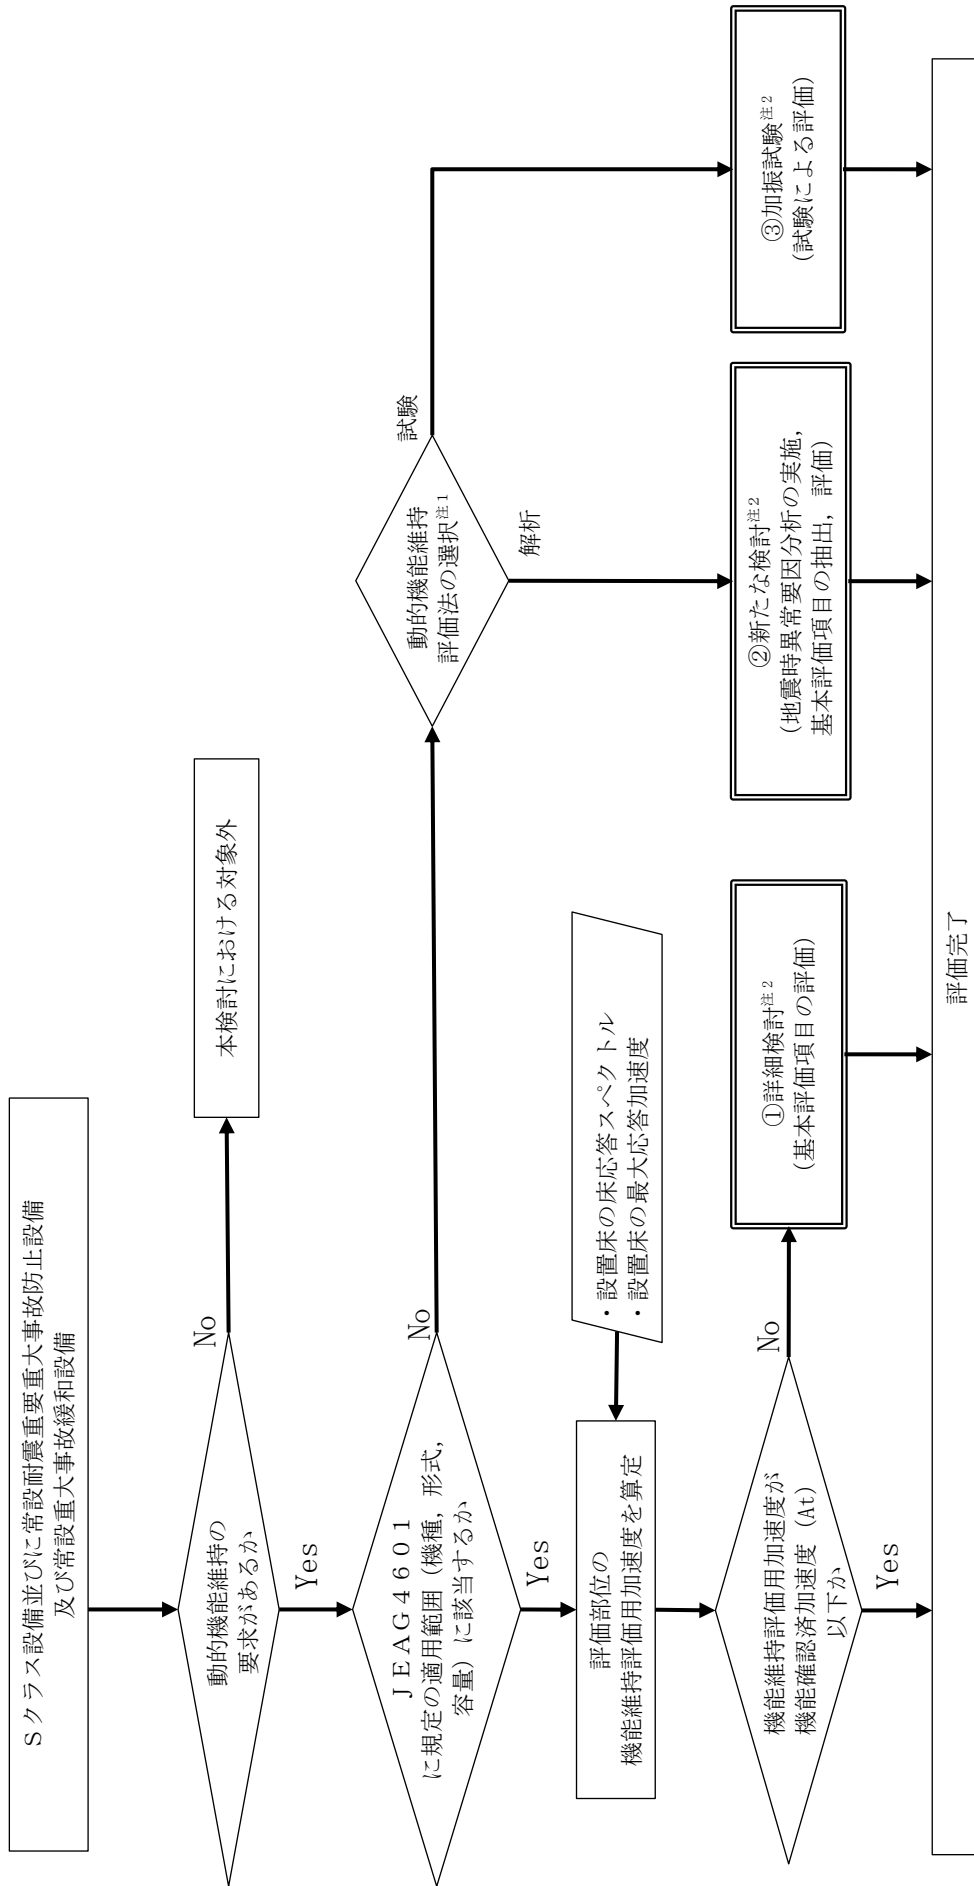 Ｓクラス設備並びに常設耐震重要重大事故防止設備
及び常設重大事故緩和設備
動的機能維持の
要求があるか
No
本検討における対象外
Yes
ＪＥＡＧ４６０１
に規定の適用範囲（機種，形式，
容量）に該当するか
No
動的機能維持
評価法の選択注1
試験
解析
Yes
・設置床の床応答スペクトル
・設置床の最大応答加速度
評価部位の
機能維持評価用加速度を算定
機能維持評価用加速度が
機能確認済加速度（At）
以下か
No
Yes
①詳細検討注2
(基本評価項目の評価)
②新たな検討注2
(地震時異常要因分析の実施，
基本評価項目の抽出，評価)
③加振試験注2
(試験による評価)
評価完了